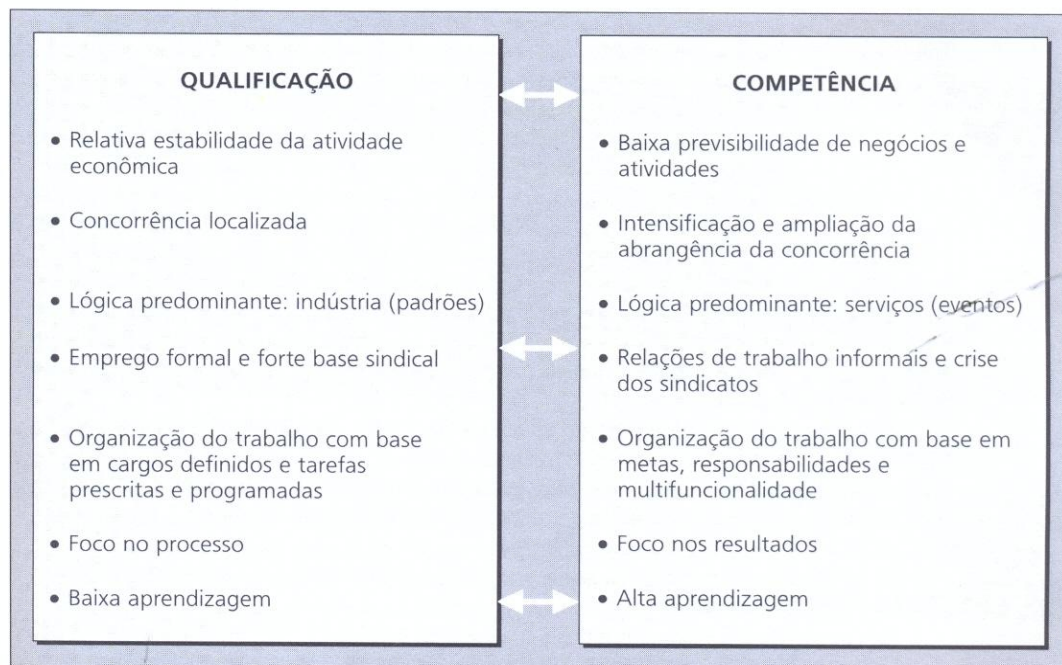 QUALIFICAÇÃO
• Relativa estabilidade da atividade
econômica
• Concorrência localizada
• Lógica predominante: indústria (padrões)
• Emprego formal e forte base sindical
• Organização do trabalho com base
em cargos definidos e tarefas
prescritas e programadas
• Foco no processo
• Baixa aprendizagem
COMPETÊNCIA
• Baixa previsibilidade de negócios e
atividades
• Intensificação e ampliação da
abrangência da concorrência
• Lógica predominante: serviços (eventos)
• Relações de trabalho informais e crise
dos sindicatos
• Organização do trabalho com base em
metas, responsabilidades e
multifuncionalidade
• Foco nos resultados
• Alta aprendizagem